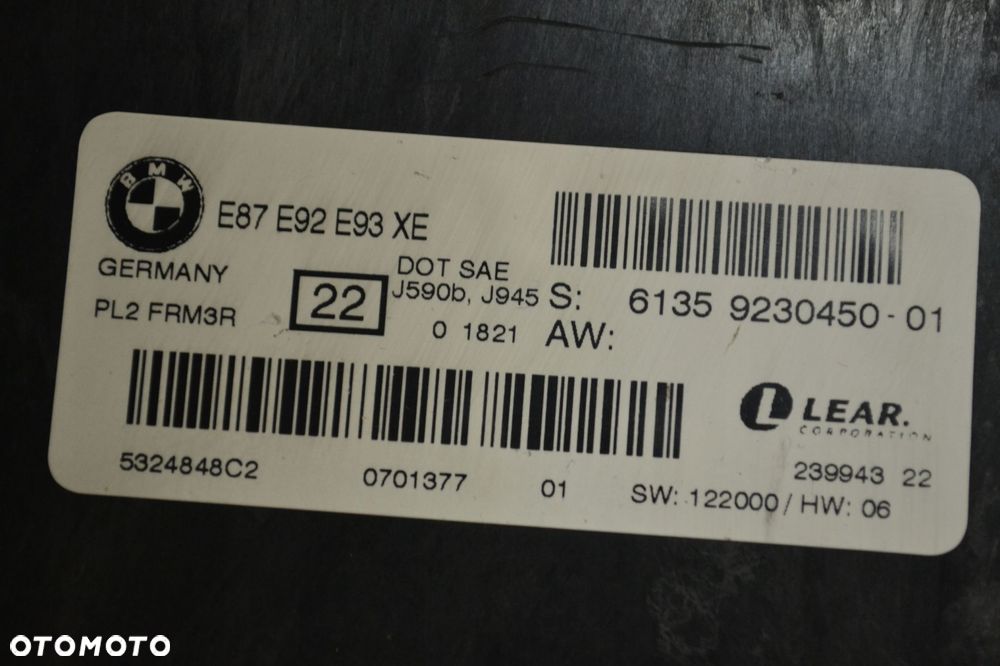 BMW
E87 E92 E93 XE
GERMANY
PL2 FRM3R
22
DOT SAE
J590b, J945
0 1821
S: 6135 9230450-01
AW:
LEAR.
CORPORATION
5324848C2 0701377 01
239943 22
SW: 122000 / HW: 06
OTOMOTO